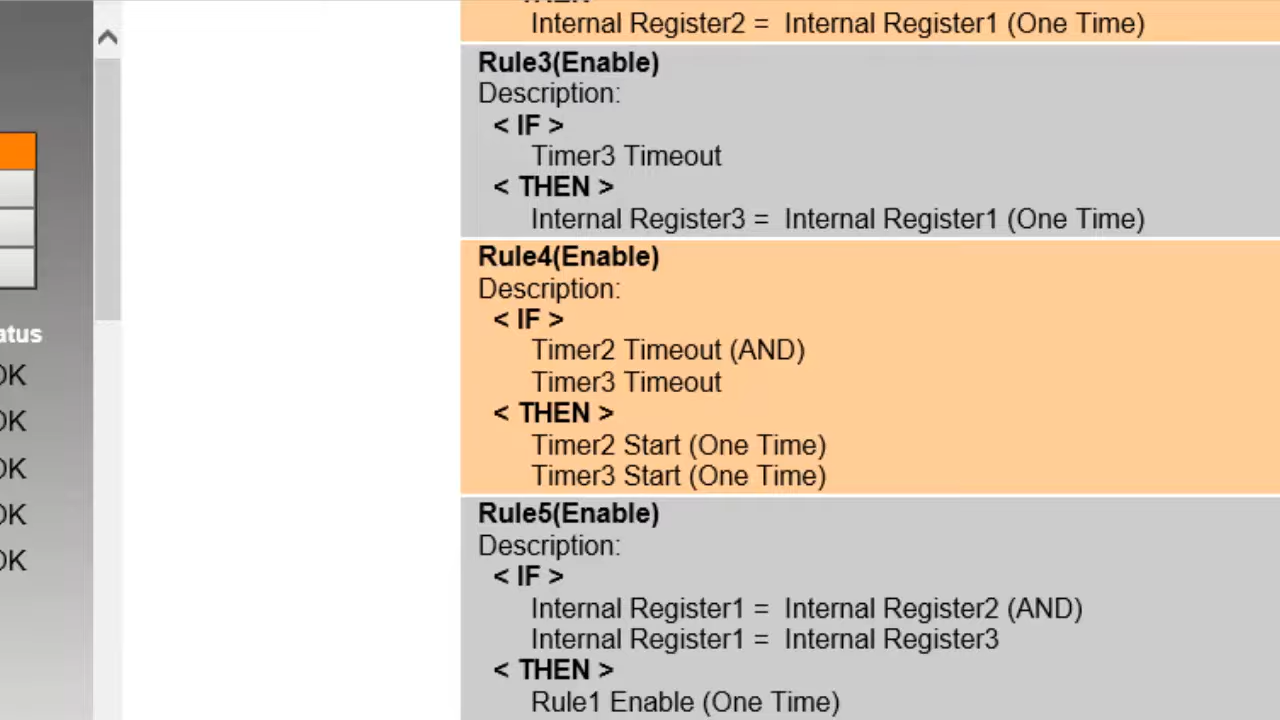 Internal Register2 =  Internal Register1 (One Time)
Rule3(Enable)
Description:
< IF >
Timer3 Timeout
< THEN >
Internal Register3 =  Internal Register1 (One Time)
Rule4(Enable)
Description:
< IF >
Timer2 Timeout (AND)
Timer3 Timeout
< THEN >
Timer2 Start (One Time)
Timer3 Start (One Time)
Rule5(Enable)
Description:
< IF >
Internal Register1 =  Internal Register2 (AND)
Internal Register1 =  Internal Register3
< THEN >
Rule1 Enable (One Time)
atus
OK
OK
OK
OK
OK